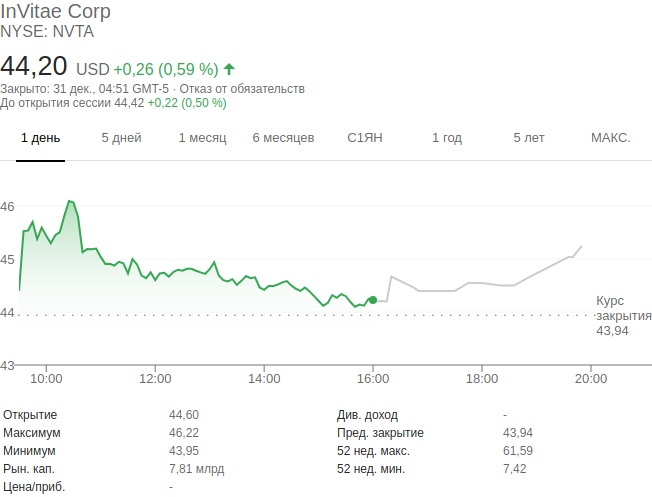 InVitae Corp
NYSE: NVTA
44,20 USD +0,26 (0,59 %)
Закрыто: 31 дек., 04:51 GMT-5 · Отказ от обязательств
До открытия сессии 44,42 +0,22 (0,50 %)
1 день 5 дней 1 месяц 6 месяцев С1ЯН 1 год 5 лет МАКС.
46
45
44
43
Курс
закрытия
43,94
10:00 12:00 14:00 16:00 18:00 20:00
Открытие 44,60 Див. доход -
Максимум 46,22 Пред. закрытие 43,94
Минимум 43,95 52 нед. макс. 61,59
Рын. кап. 7,81 млрд 52 нед. мин. 7,42
Цена/приб. -